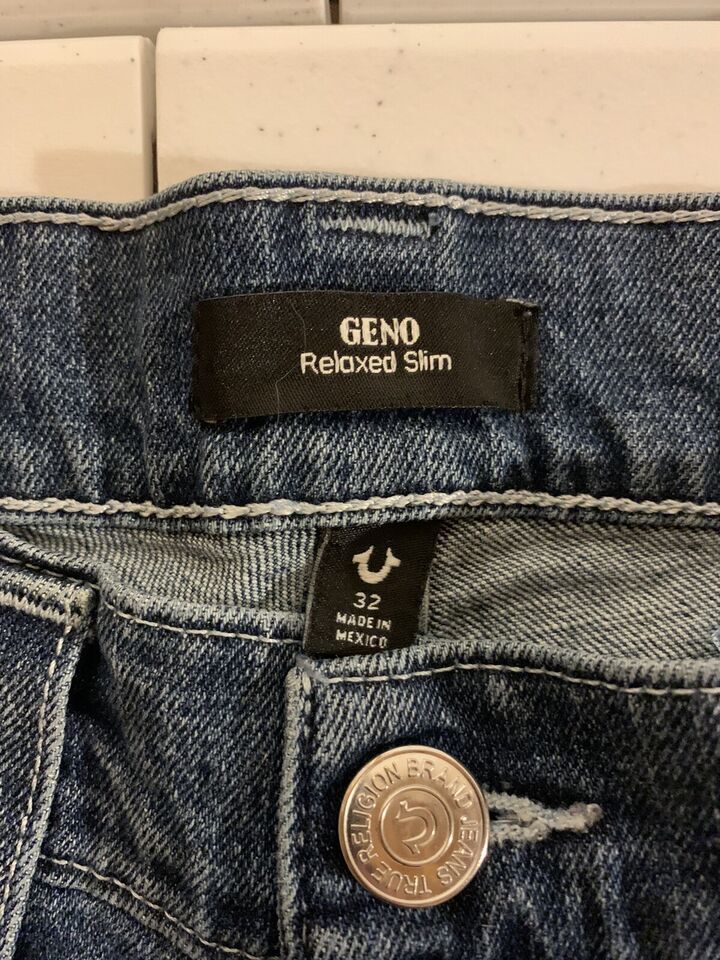 GENO
Relaxed Slim
32
MADE IN
MEXICO
TRUE RELIGION BRAND JEANS